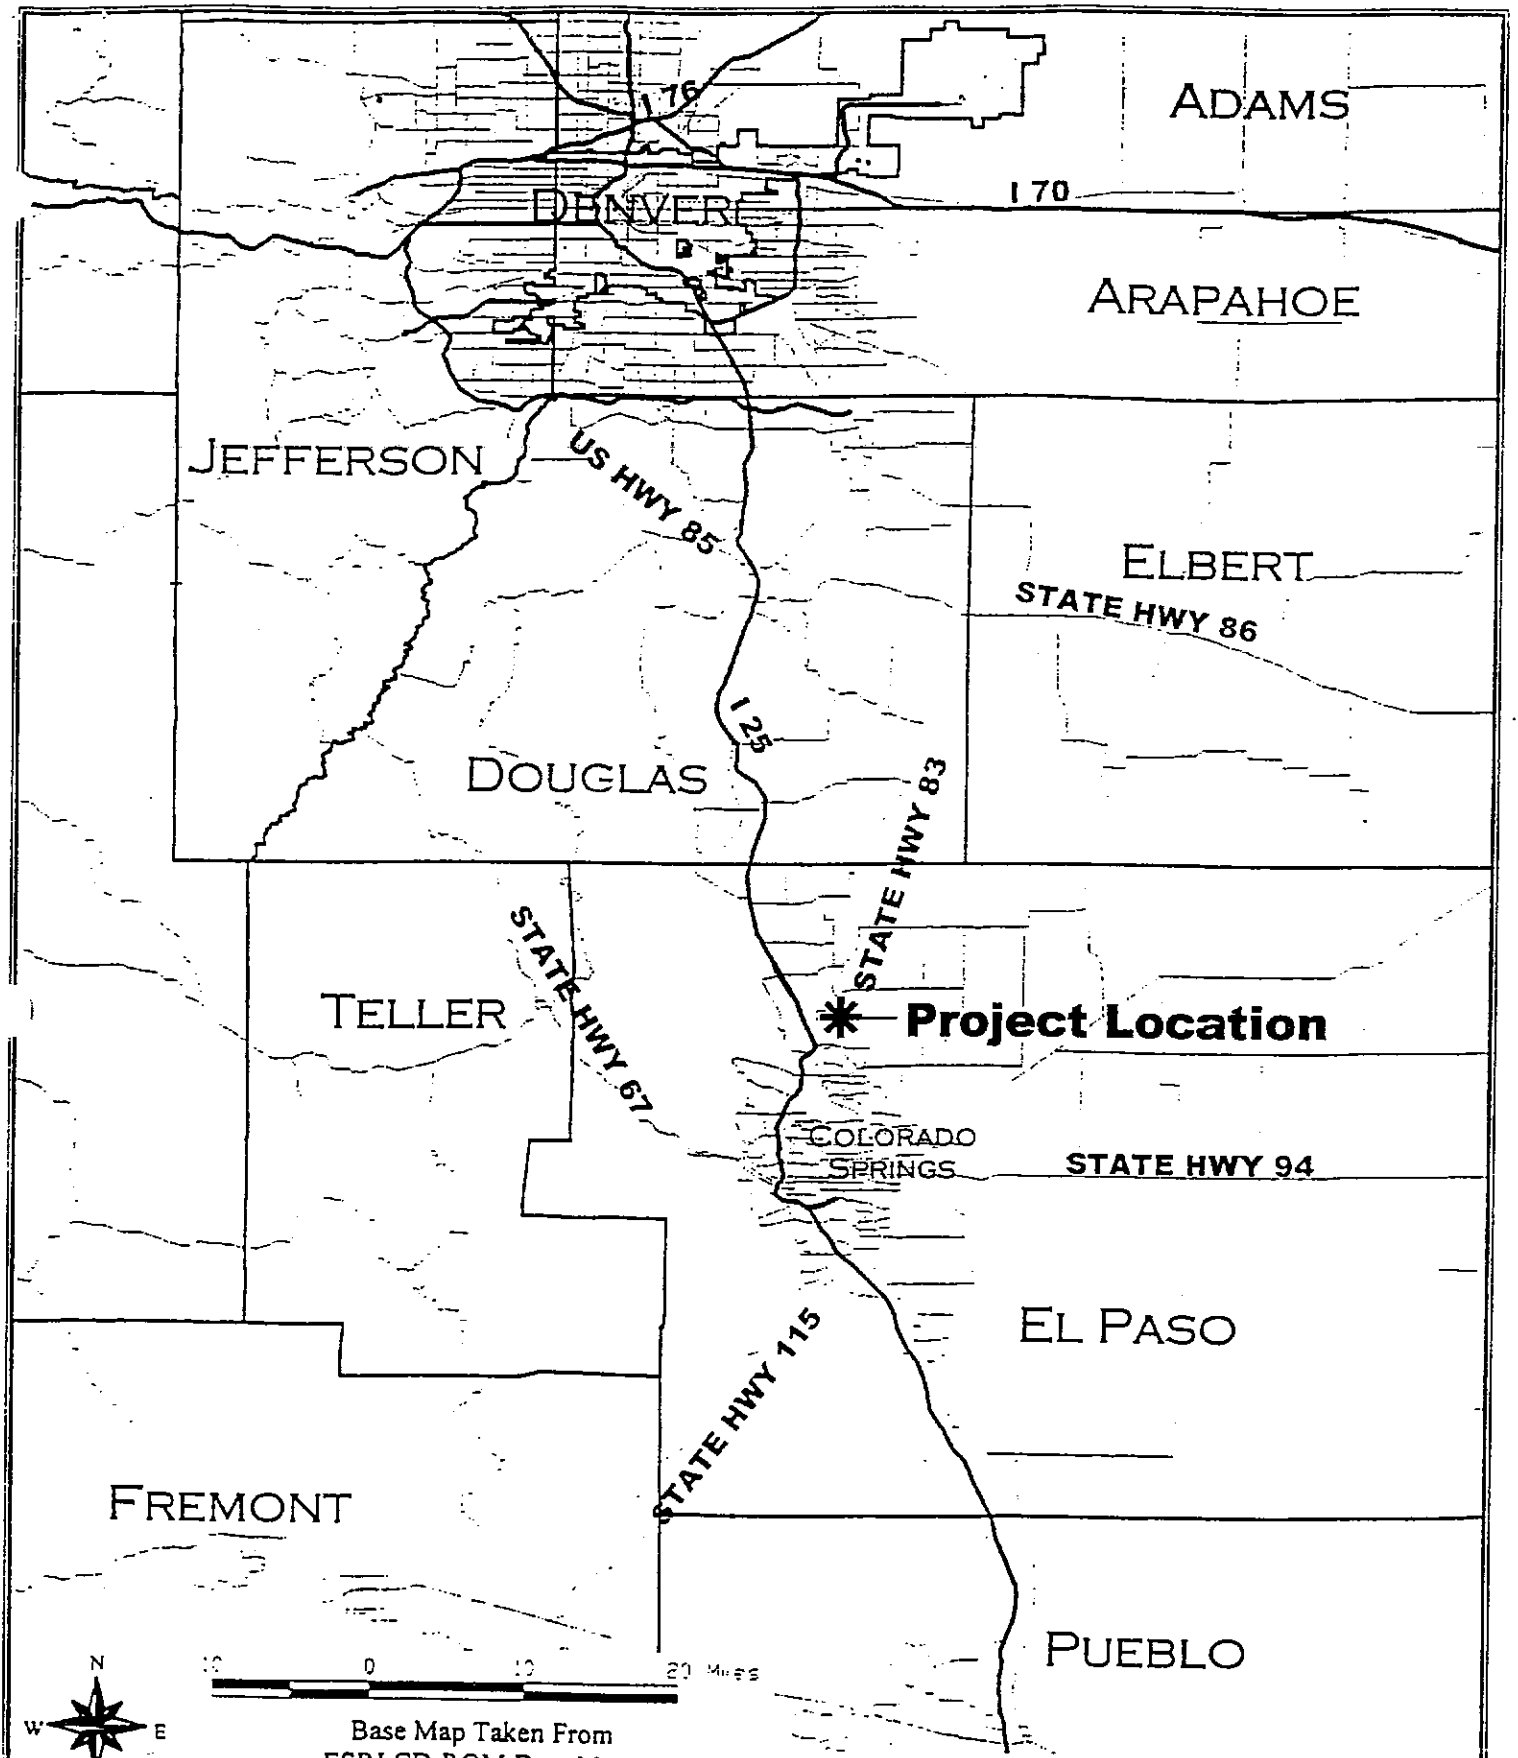 I 76
ADAMS
I 70
DENVER
ARAPAHOE
JEFFERSON
US HWY 85
ELBERT
STATE HWY 86
I 25
DOUGLAS
STATE HWY 83
STATE HWY 67
TELLER
Project Location
COLORADO
SPRINGS
STATE HWY 94
EL PASO
STATE HWY 115
FREMONT
PUEBLO
N
W
E
10 0 10 20 Miles
Base Map Taken From